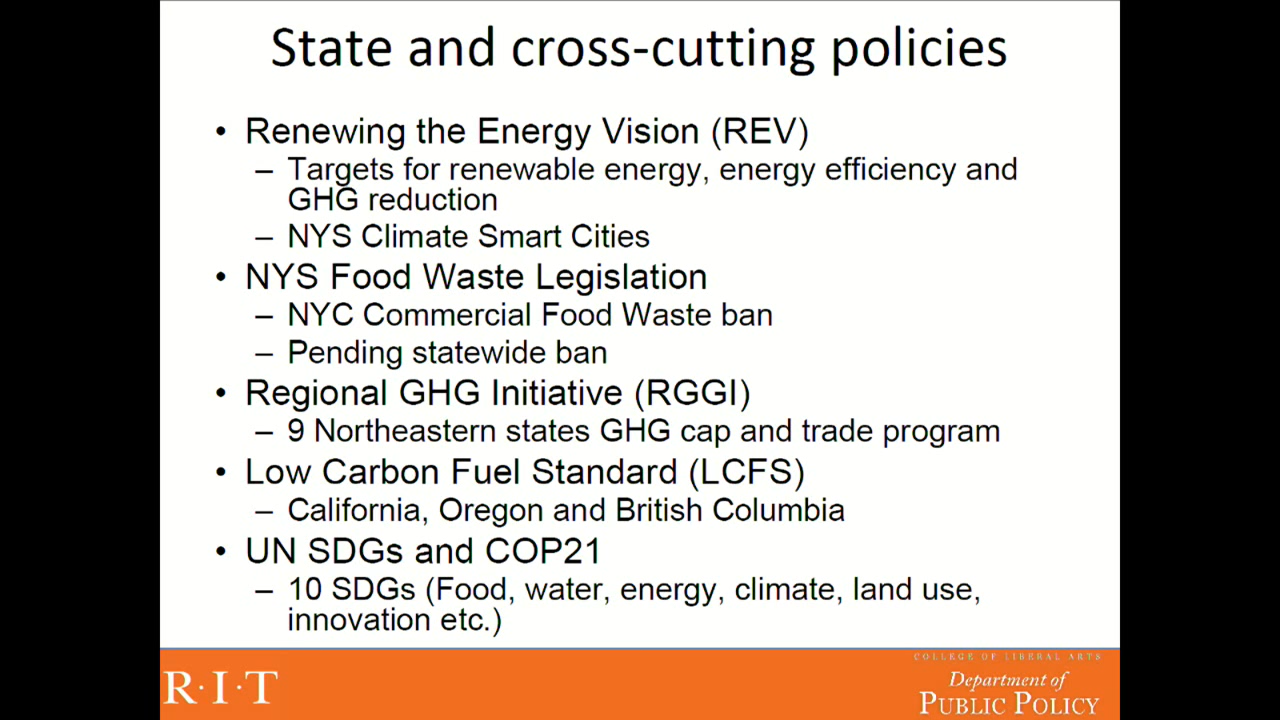 State and cross-cutting policies
• Renewing the Energy Vision (REV)
– Targets for renewable energy, energy efficiency and
GHG reduction
– NYS Climate Smart Cities
• NYS Food Waste Legislation
– NYC Commercial Food Waste ban
– Pending statewide ban
• Regional GHG Initiative (RGGI)
– 9 Northeastern states GHG cap and trade program
• Low Carbon Fuel Standard (LCFS)
– California, Oregon and British Columbia
• UN SDGs and COP21
– 10 SDGs (Food, water, energy, climate, land use,
innovation etc.)
R·I·T
COLLEGE OF LIBERAL ARTS
Department of
PUBLIC POLICY